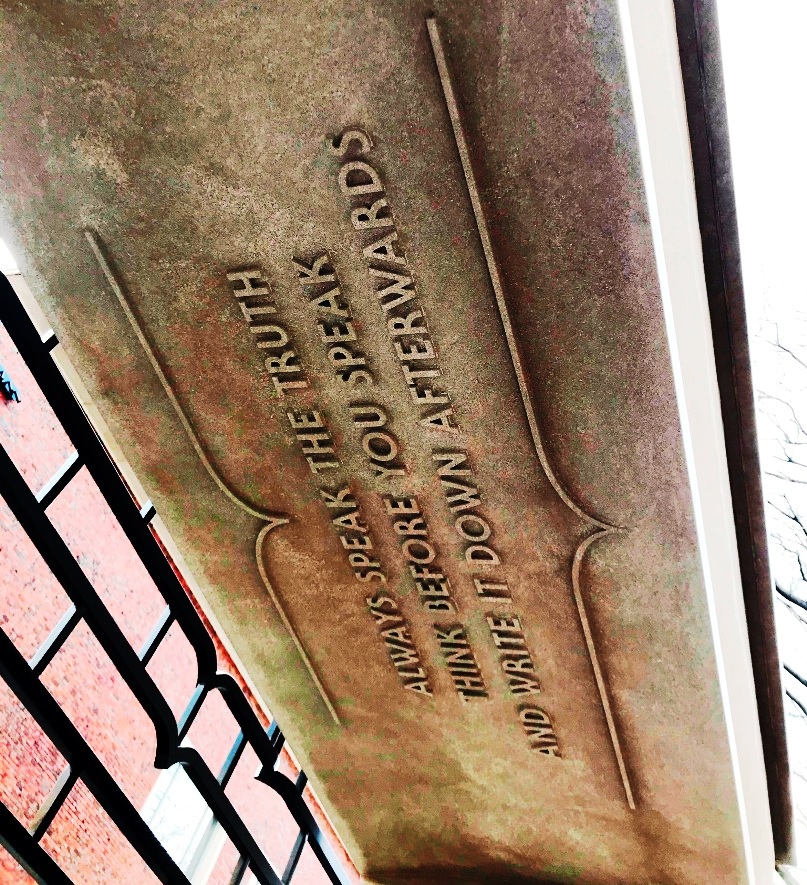 ALWAYS SPEAK THE TRUTH
THINK BEFORE YOU SPEAK
AND WRITE IT DOWN AFTERWARDS